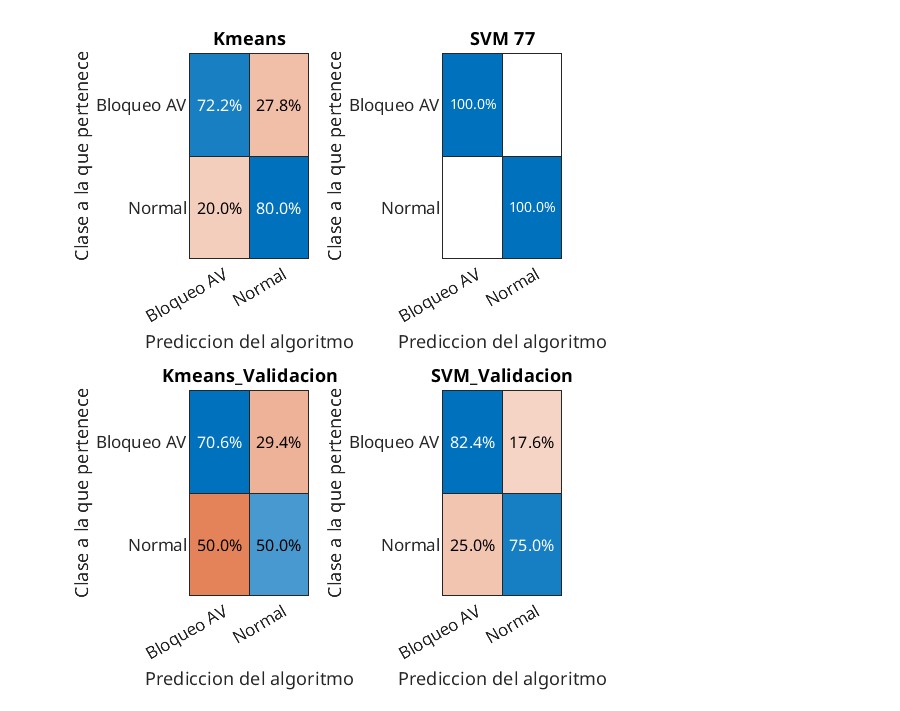 Kmeans
Clase a la que pertenece
Bloqueo AV
72.2%
27.8%
Normal
20.0%
80.0%
Bloqueo AV
Normal
Prediccion del algoritmo
SVM 77
Clase a la que pertenece
Bloqueo AV
100.0%
Normal
100.0%
Bloqueo AV
Normal
Prediccion del algoritmo
Kmeans_Validacion
Clase a la que pertenece
Bloqueo AV
70.6%
29.4%
Normal
50.0%
50.0%
Bloqueo AV
Normal
Prediccion del algoritmo
SVM_Validacion
Clase a la que pertenece
Bloqueo AV
82.4%
17.6%
Normal
25.0%
75.0%
Bloqueo AV
Normal
Prediccion del algoritmo